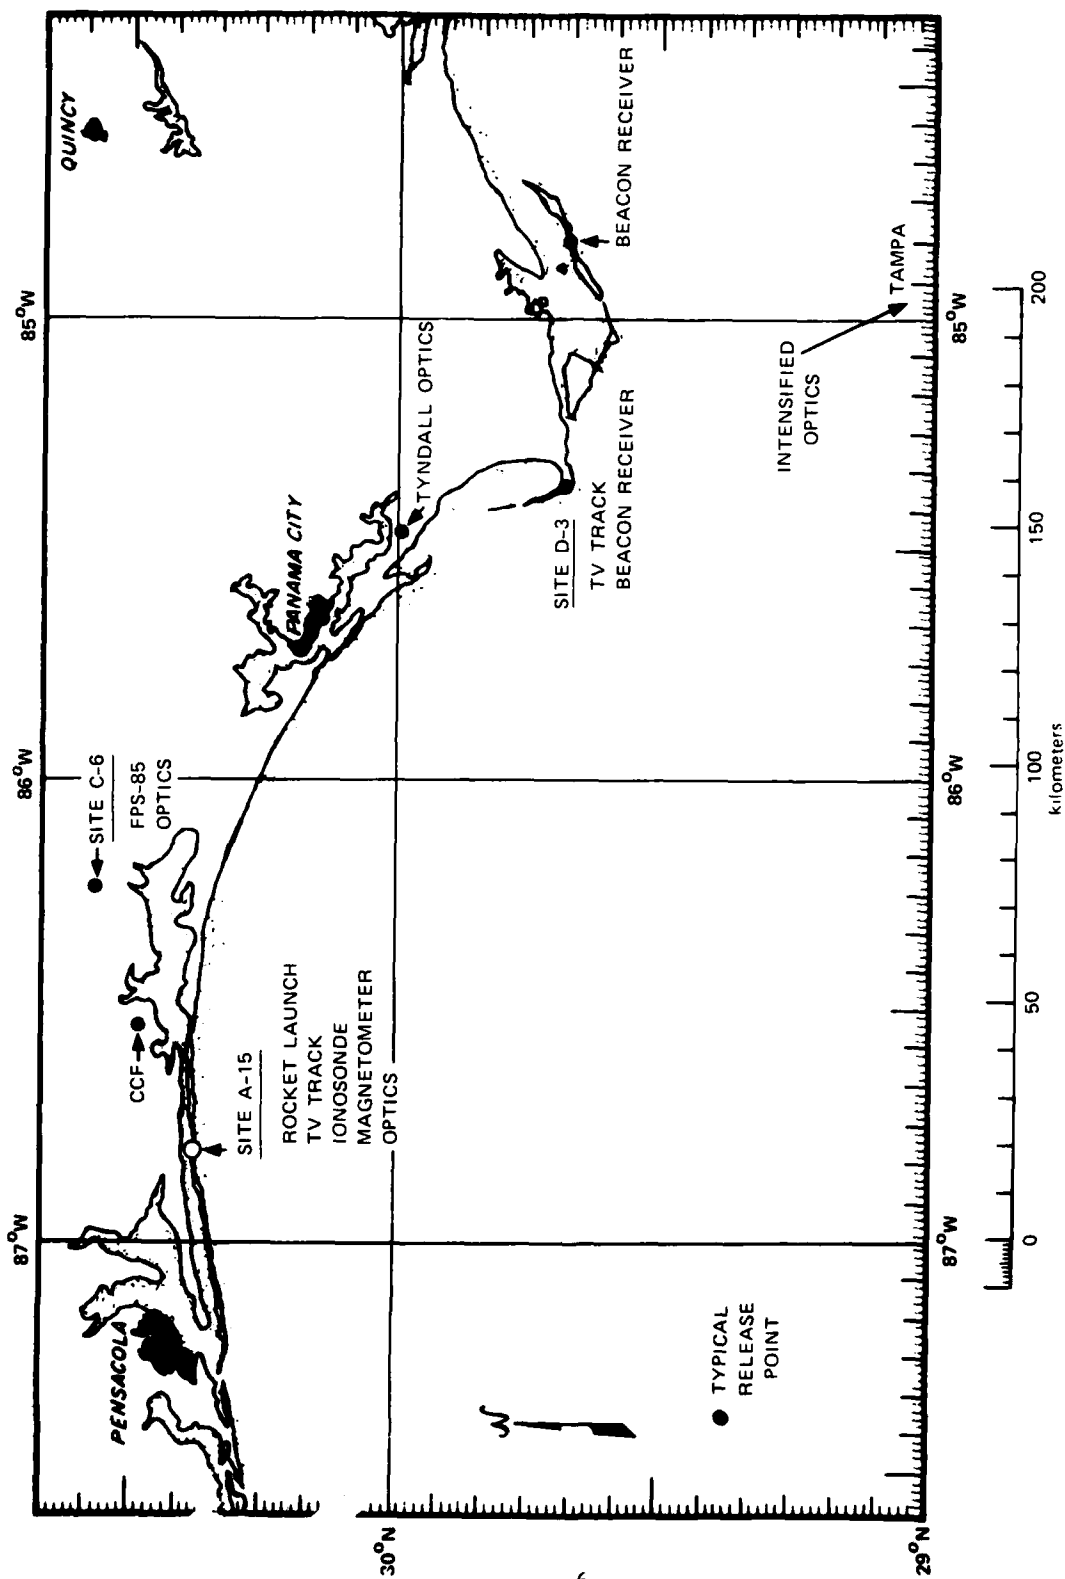 87°W
86°W
85°W
QUINCY
PENSACOLA
CCF
SITE C-6
FPS-85
OPTICS
PANAMA CITY
TYNDALL OPTICS
SITE A-15
ROCKET LAUNCH
TV TRACK
IONOSONDE
MAGNETOMETER
OPTICS
SITE D-3
TV TRACK
BEACON RECEIVER
BEACON RECEIVER
30°N
N
TYPICAL
RELEASE
POINT
INTENSIFIED
OPTICS
TAMPA
29°N
87°W
86°W
85°W
0
50
100
150
200
kilometers